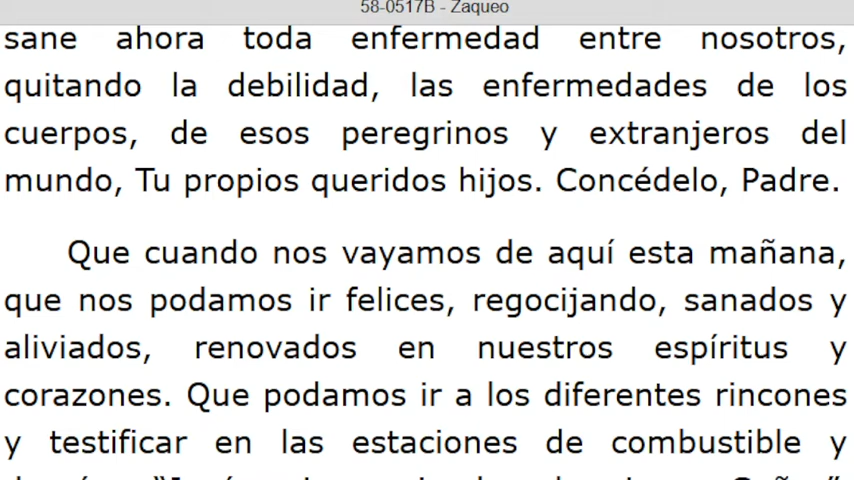 58-0517B - Zaqueo
sane ahora toda enfermedad entre nosotros,
quitando la debilidad, las enfermedades de los
cuerpos, de esos peregrinos y extranjeros del
mundo, Tu propios queridos hijos. Concédelo, Padre.
Que cuando nos vayamos de aquí esta mañana,
que nos podamos ir felices, regocijando, sanados y
aliviados, renovados en nuestros espíritus y
corazones. Que podamos ir a los diferentes rincones
y testificar en las estaciones de combustible y